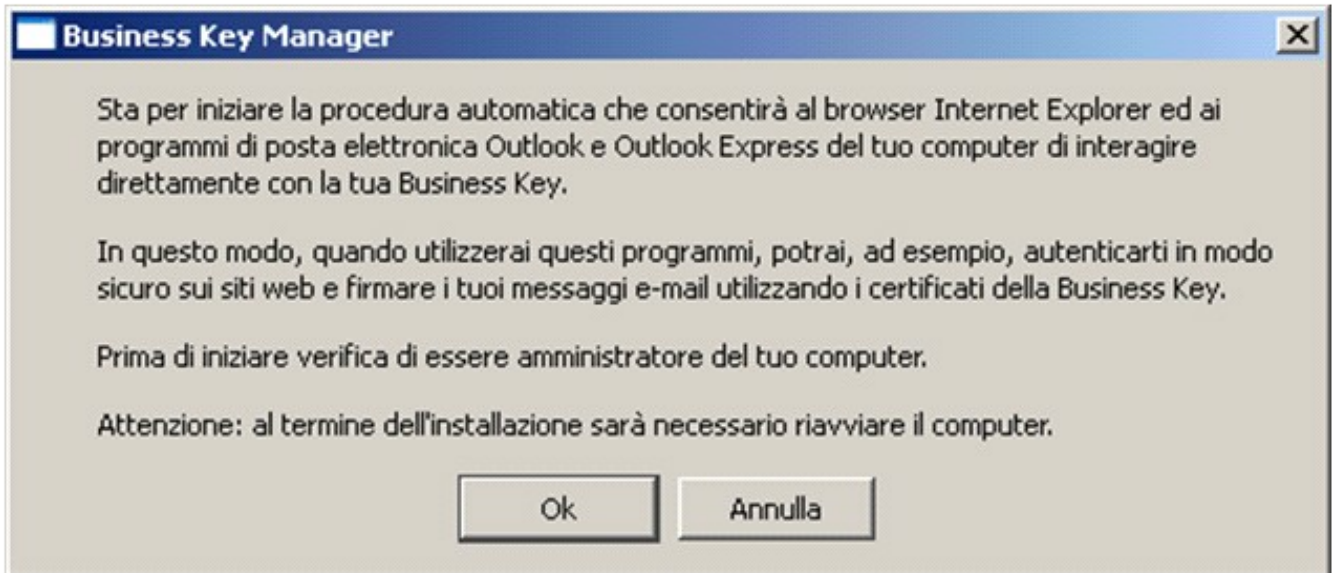 Business Key Manager
Sta per iniziare la procedura automatica che consentirà al browser Internet Explorer ed ai
programmi di posta elettronica Outlook e Outlook Express del tuo computer di interagire
direttamente con la tua Business Key.
In questo modo, quando utilizzerai questi programmi, potrai, ad esempio, autenticarti in modo
sicuro sui siti web e firmare i tuoi messaggi e-mail utilizzando i certificati della Business Key.
Prima di iniziare verifica di essere amministratore del tuo computer.
Attenzione: al termine dell'installazione sarà necessario riavviare il computer.
Ok
Annulla